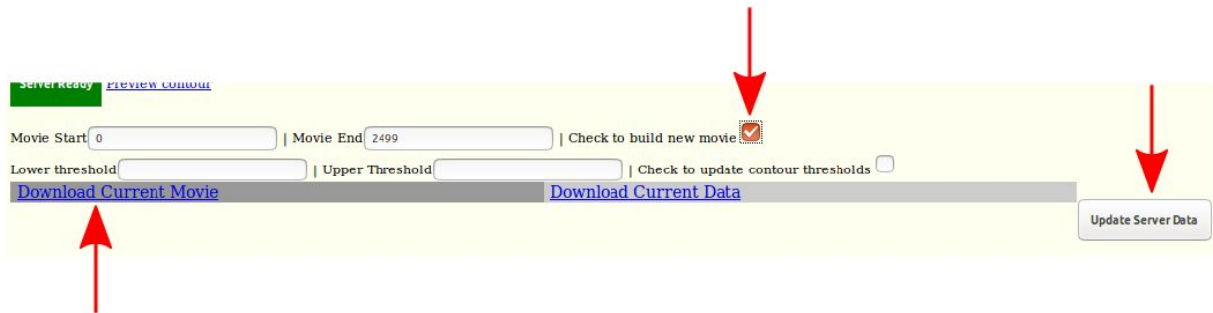 Server Ready Preview contour
Movie Start 0 | Movie End 2499 | Check to build new movie
Lower threshold | Upper Threshold | Check to update contour thresholds
Download Current Movie Download Current Data
Update Server Data